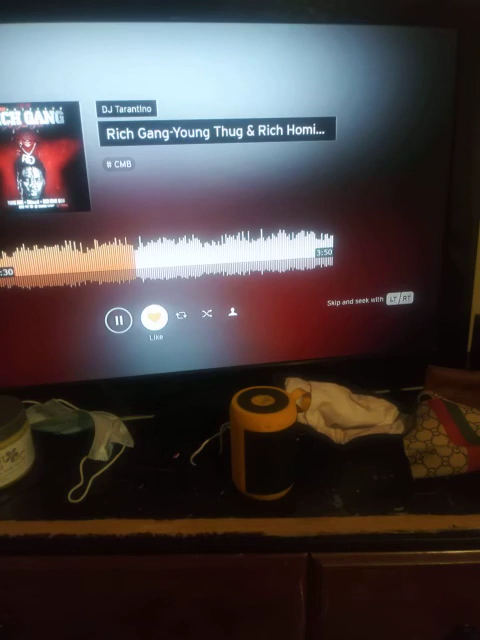 CH GANG
DJ Tarantino
Rich Gang-Young Thug & Rich Homi...
# CMB
:30
3:50
Skip and seek with LT / RT
Like